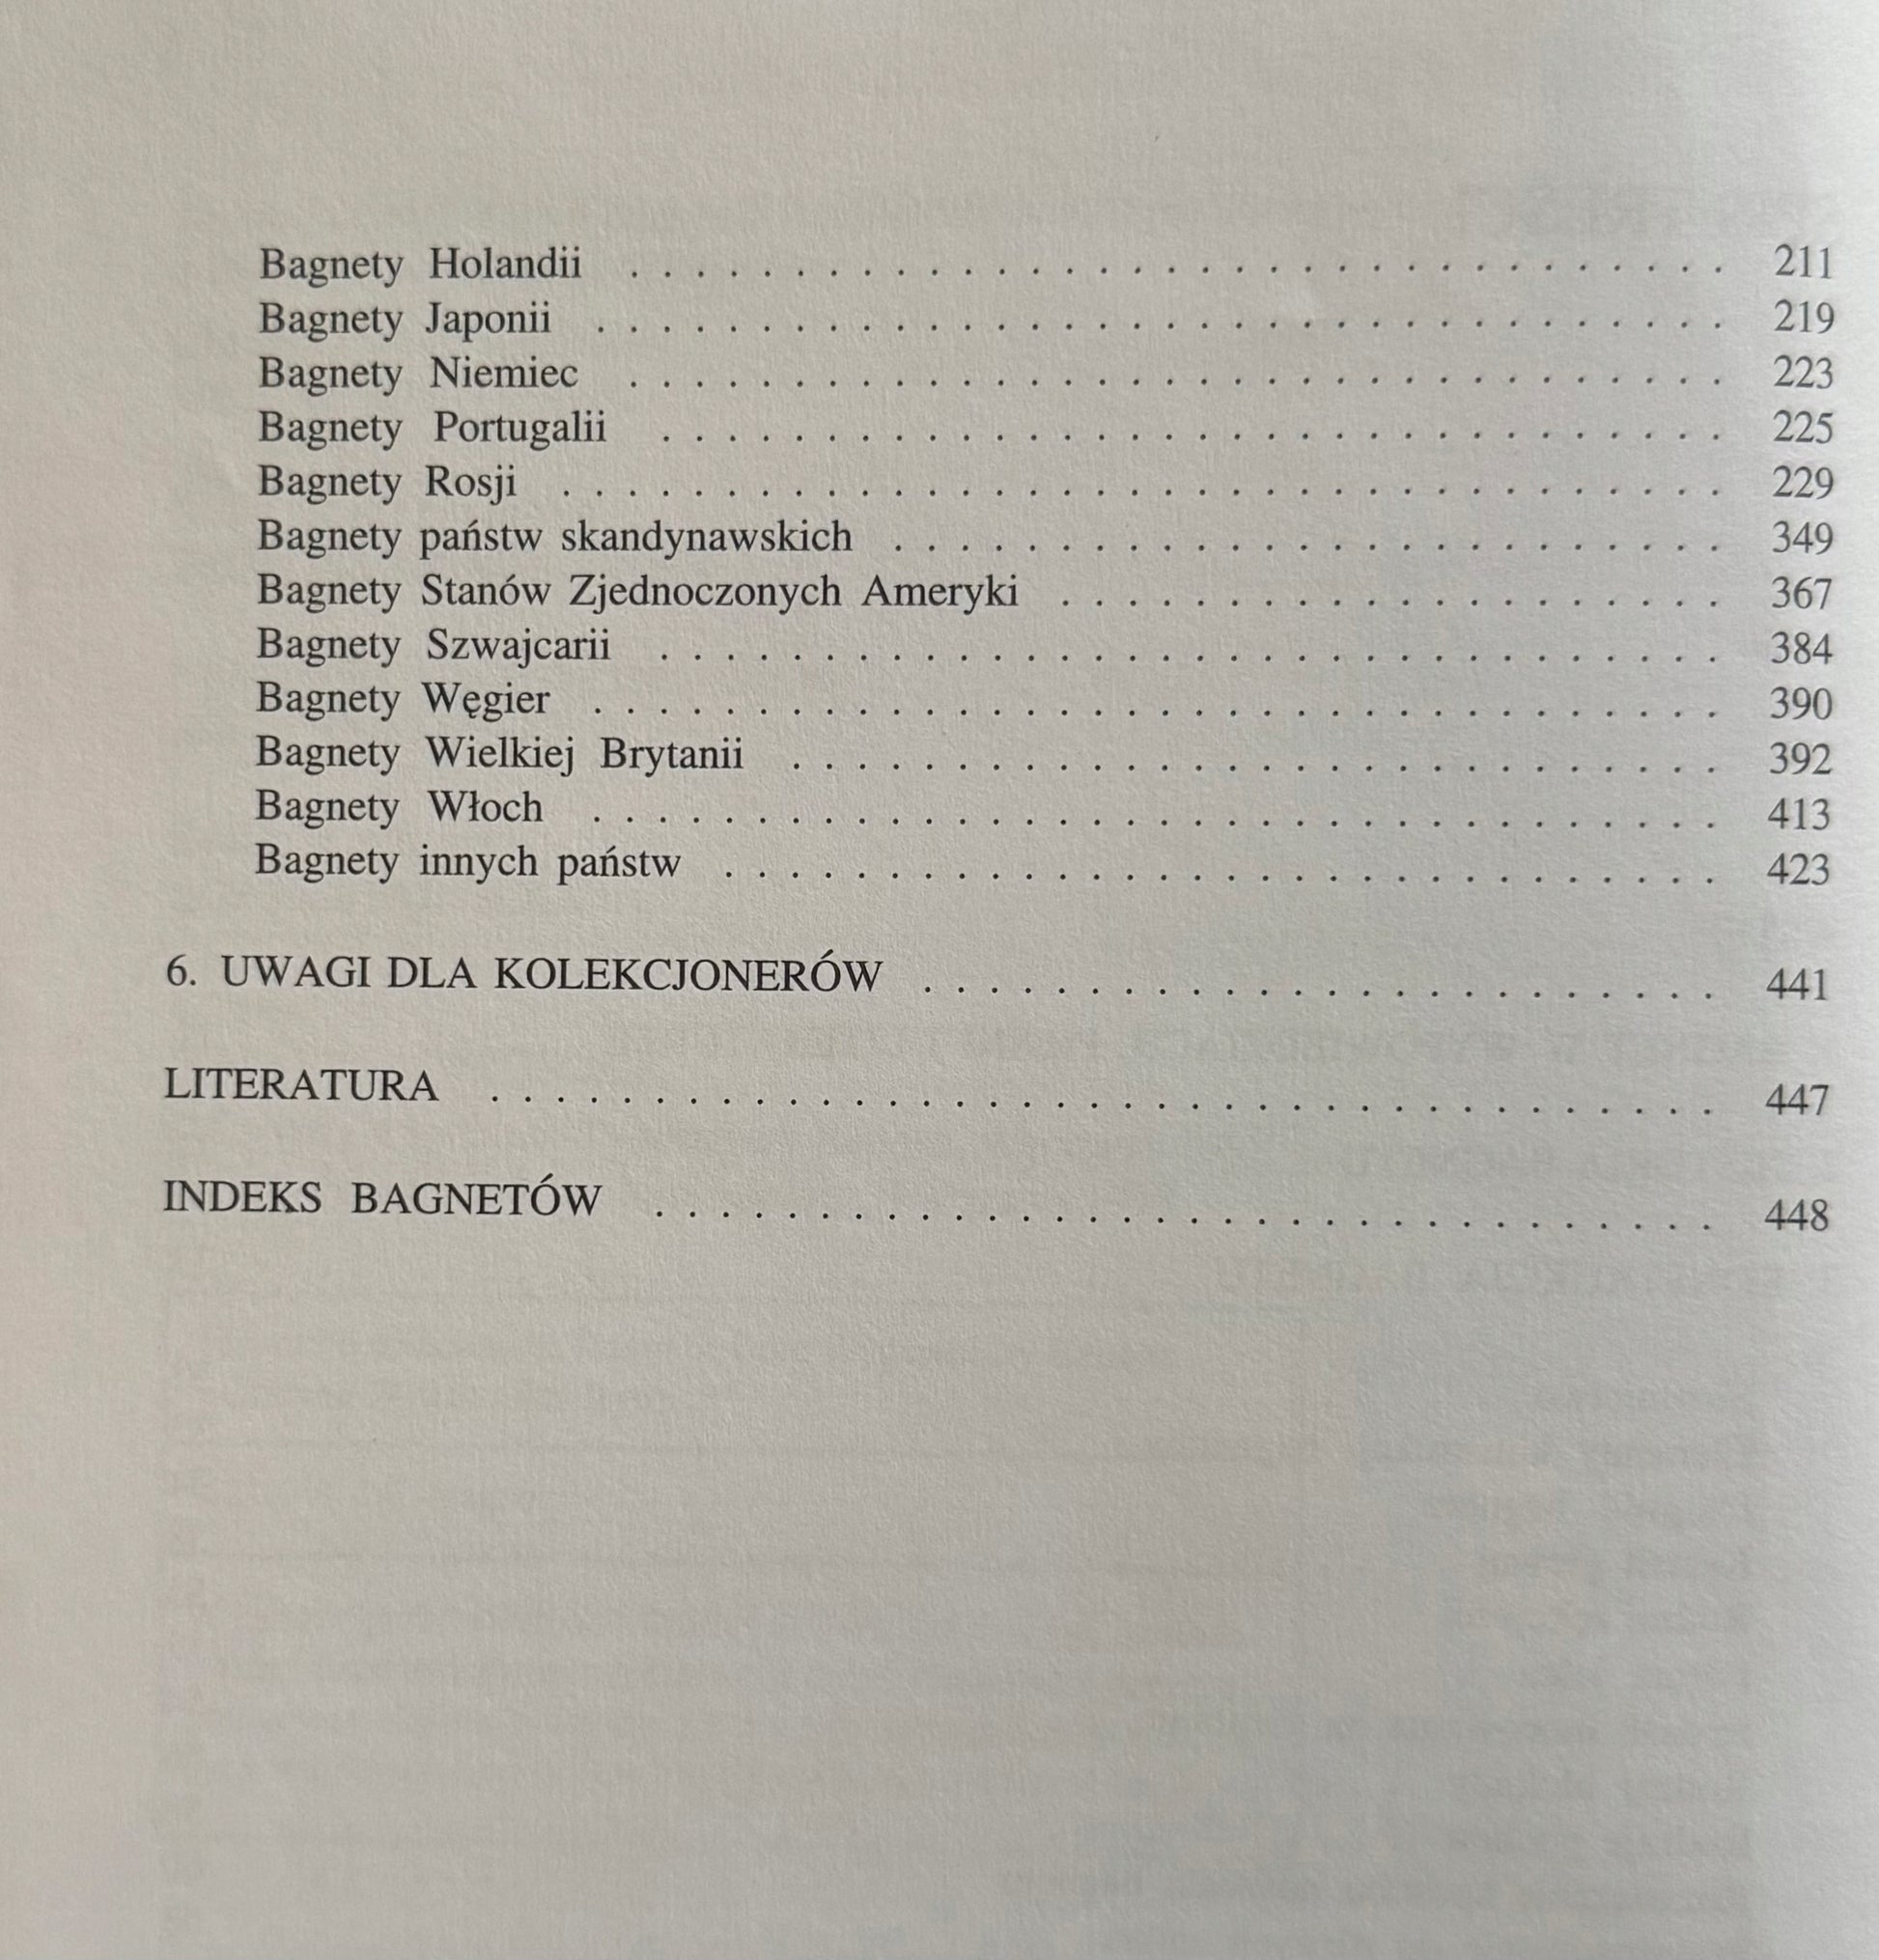 Bagnety Holandii . . . . . . . . . . . . . . . . . . . . . . . . . . . . . . . . . 211
Bagnety Japonii . . . . . . . . . . . . . . . . . . . . . . . . . . . . . . . . . . 219
Bagnety Niemiec . . . . . . . . . . . . . . . . . . . . . . . . . . . . . . . . . 223
Bagnety Portugalii . . . . . . . . . . . . . . . . . . . . . . . . . . . . . . . . 225
Bagnety Rosji . . . . . . . . . . . . . . . . . . . . . . . . . . . . . . . . . . . 229
Bagnety państw skandynawskich . . . . . . . . . . . . . . . . . . . . . . . . . 349
Bagnety Stanów Zjednoczonych Ameryki . . . . . . . . . . . . . . . . . . . . 367
Bagnety Szwajcarii . . . . . . . . . . . . . . . . . . . . . . . . . . . . . . . . 384
Bagnety Węgier . . . . . . . . . . . . . . . . . . . . . . . . . . . . . . . . . . 390
Bagnety Wielkiej Brytanii . . . . . . . . . . . . . . . . . . . . . . . . . . . . 392
Bagnety Włoch . . . . . . . . . . . . . . . . . . . . . . . . . . . . . . . . . . 413
Bagnety innych państw . . . . . . . . . . . . . . . . . . . . . . . . . . . . . . 423
6. UWAGI DLA KOLEKCJONERÓW . . . . . . . . . . . . . . . . . . . . . . . . 441
LITERATURA . . . . . . . . . . . . . . . . . . . . . . . . . . . . . . . . . . . . . 447
INDEKS BAGNETÓW . . . . . . . . . . . . . . . . . . . . . . . . . . . . . . . . 448